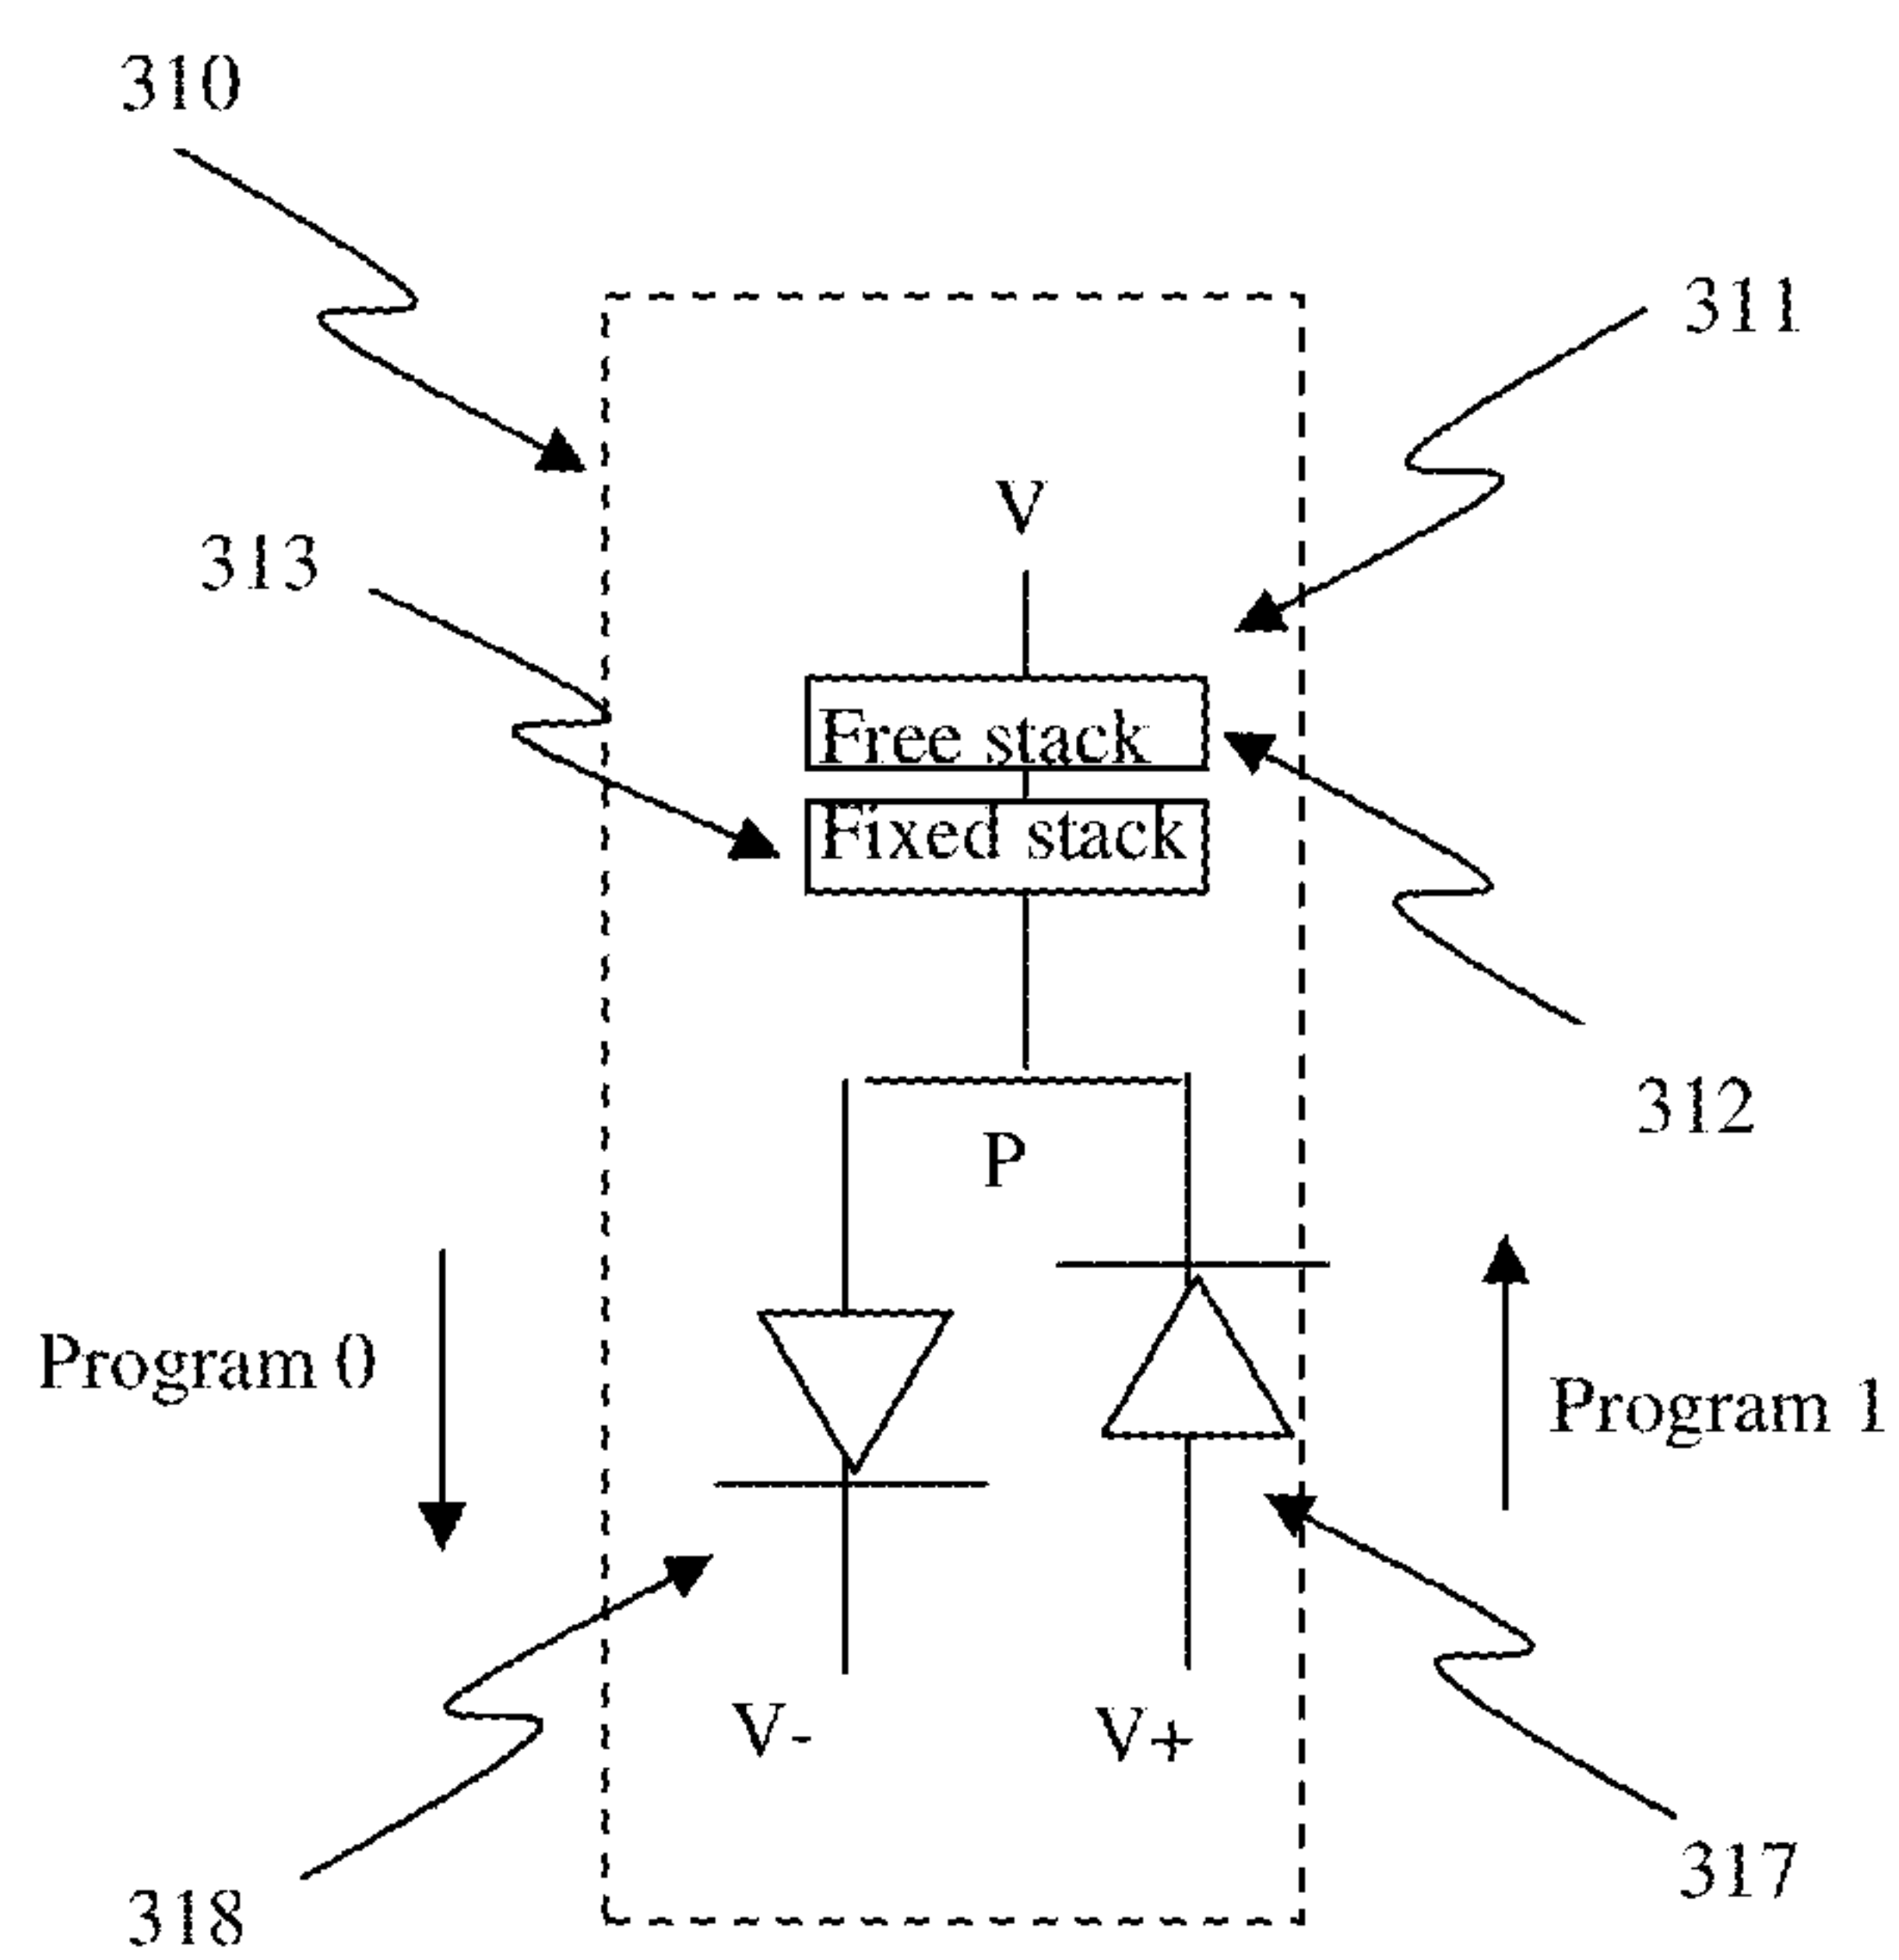 310
311
V
313
Free stack
Fixed stack
312
P
Program 0
Program 1
V-
V+
317
318